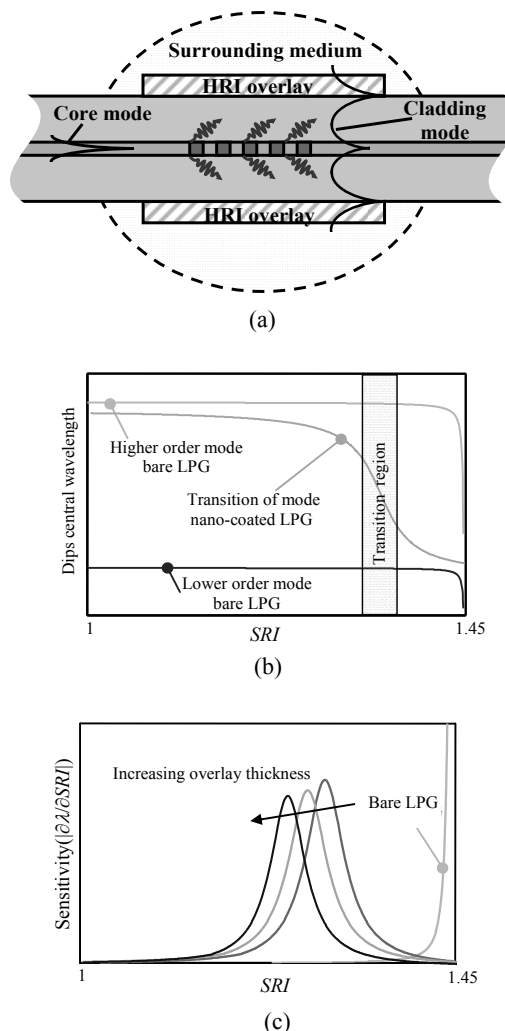 Surrounding medium
HRI overlay
Core mode
Cladding
mode
HRI overlay
(a)
Dips central wavelength
Higher order mode
bare LPG
Transition of mode
nano-coated LPG
Transition region
Lower order mode
bare LPG
1
SRI
1.45
(b)
Sensitivity(|∂λ/∂SRI|)
Increasing overlay thickness
Bare LPG
1
SRI
1.45
(c)